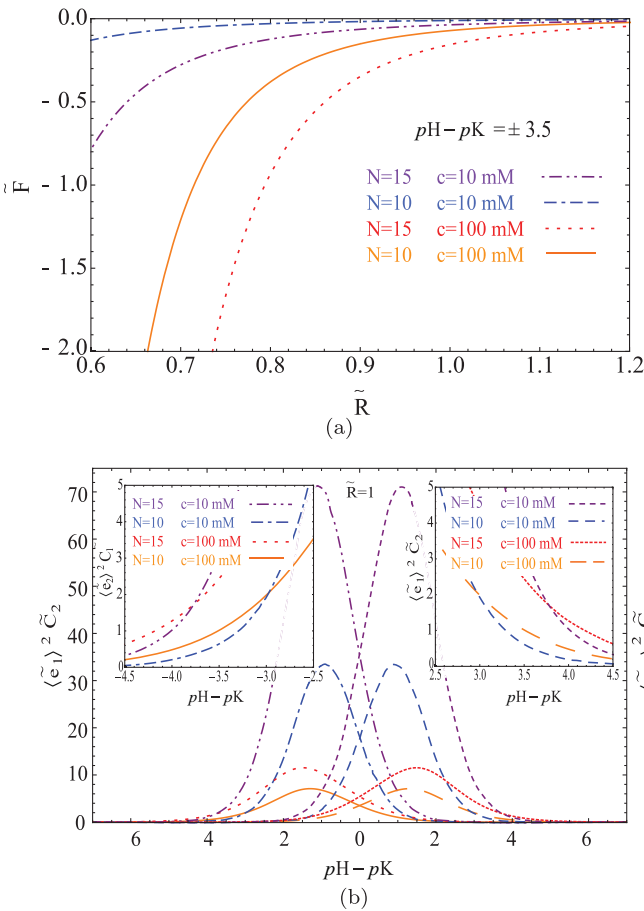 0.0
- 0.5
- 1.0
- 1.5
- 2.0
F̃
pH−pK = ± 3.5
N=15 c=10 mM
N=10 c=10 mM
N=15 c=100 mM
N=10 c=100 mM
0.6 0.7 0.8 0.9 1.0 1.1 1.2
R̃
(a)
70
60
50
40
30
20
10
0
⟨ẽ₁⟩ ² C̃₂
R̃=1
5
4
3
2
1
0
N=15 c=10 mM
N=10 c=10 mM
N=15 c=100 mM
N=10 c=100 mM
−4.5 −4.0 −3.5 −3.0 −2.5
pH−pK
5
4
3
2
1
0
⟨ẽ₁⟩ ² C̃₂
N=15 c=10 mM
N=10 c=10 mM
N=15 c=100 mM
N=10 c=100 mM
2.5 3.0 3.5 4.0 4.5
pH−pK
6 4 2 0 2 4 6
pH−pK
(b)